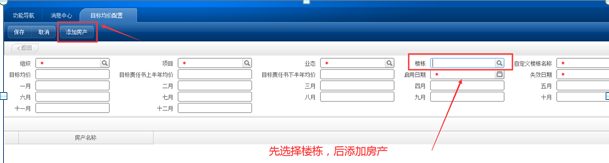 功能导航 消息中心 目标均价配置
保存 取消 添加房产
返回
组织 * 项目 * 业态 * 楼栋 自定义楼栋名称 *
目标均价 目标责任书上半年均价 目标责任书下半年均价 启用日期 * 失效日期 *
一月 二月 三月 四月 五月
六月 七月 八月 九月 十月
十一月 十二月
房产名称
先选择楼栋，后添加房产